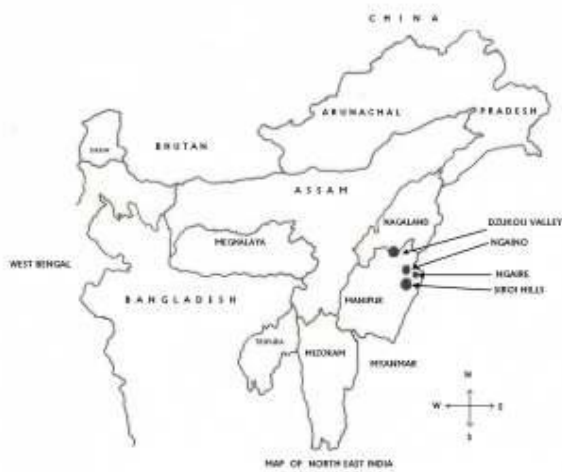 CHINA
ARUNACHAL PRADESH
SIKKIM
BHUTAN
ASSAM
NAGALAND
DZUKOU VALLEY
MEGHALAYA
NGAINO
WEST BENGAL
NGAIRE
BANGLADESH
SIROI HILLS
MANIPUR
TRIPURA
MIZORAM
MYANMAR
N
W E
S
MAP OF NORTH EAST INDIA